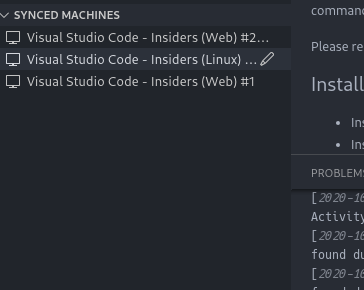 SYNCED MACHINES
Visual Studio Code - Insiders (Web) #2...
Visual Studio Code - Insiders (Linux) ...
Visual Studio Code - Insiders (Web) #1
comman
Please re
Install
• Ins
• Ins
PROBLEMS
[2020-10
Activity
[2020-10
found du
[2020-10